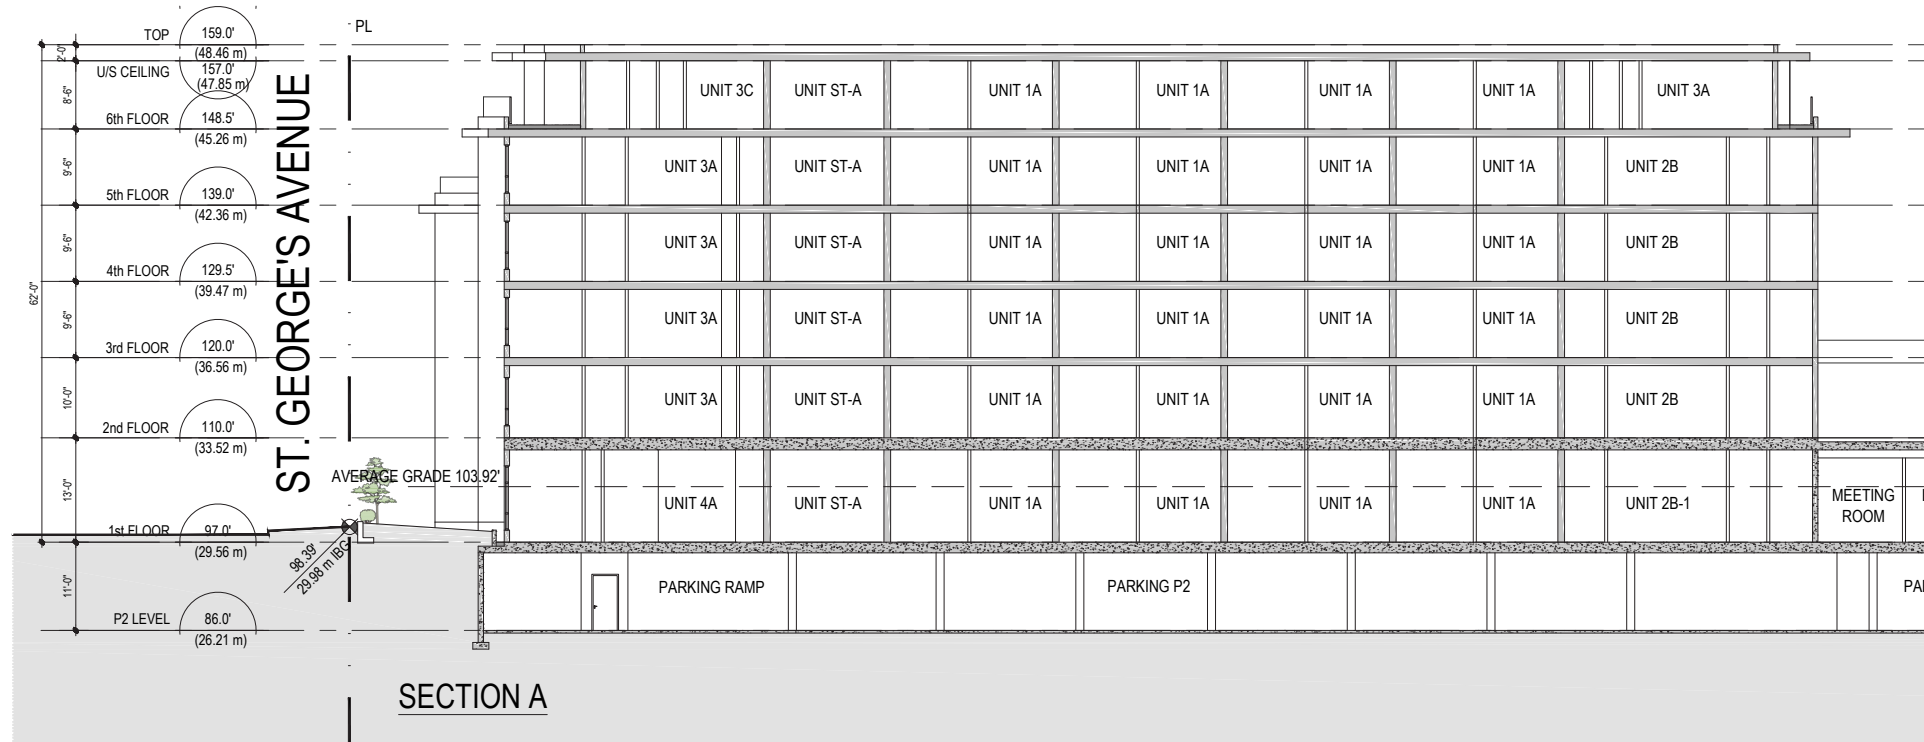 PL
TOP 159.0'
(48.46 m)
2'-0"
U/S CEILING 157.0'
(47.85 m)
8'-6"
6th FLOOR 148.5'
(45.26 m)
9'-6"
5th FLOOR 139.0'
(42.36 m)
9'-6"
4th FLOOR 129.5'
(39.47 m)
62'-0"
9'-6"
3rd FLOOR 120.0'
(36.56 m)
10'-0"
2nd FLOOR 110.0'
(33.52 m)
13'-0"
1st FLOOR 97.0'
(29.56 m)
11'-0"
P2 LEVEL 86.0'
(26.21 m)
ST. GEORGE'S AVENUE
AVERAGE GRADE 103.92'
98.39'
29.98 m IBG
UNIT 3C UNIT ST-A UNIT 1A UNIT 1A UNIT 1A UNIT 1A UNIT 3A
UNIT 3A UNIT ST-A UNIT 1A UNIT 1A UNIT 1A UNIT 1A UNIT 2B
UNIT 3A UNIT ST-A UNIT 1A UNIT 1A UNIT 1A UNIT 1A UNIT 2B
UNIT 3A UNIT ST-A UNIT 1A UNIT 1A UNIT 1A UNIT 1A UNIT 2B
UNIT 3A UNIT ST-A UNIT 1A UNIT 1A UNIT 1A UNIT 1A UNIT 2B
UNIT 4A UNIT ST-A UNIT 1A UNIT 1A UNIT 1A UNIT 1A UNIT 2B-1
MEETING
ROOM
PARKING RAMP PARKING P2
SECTION A